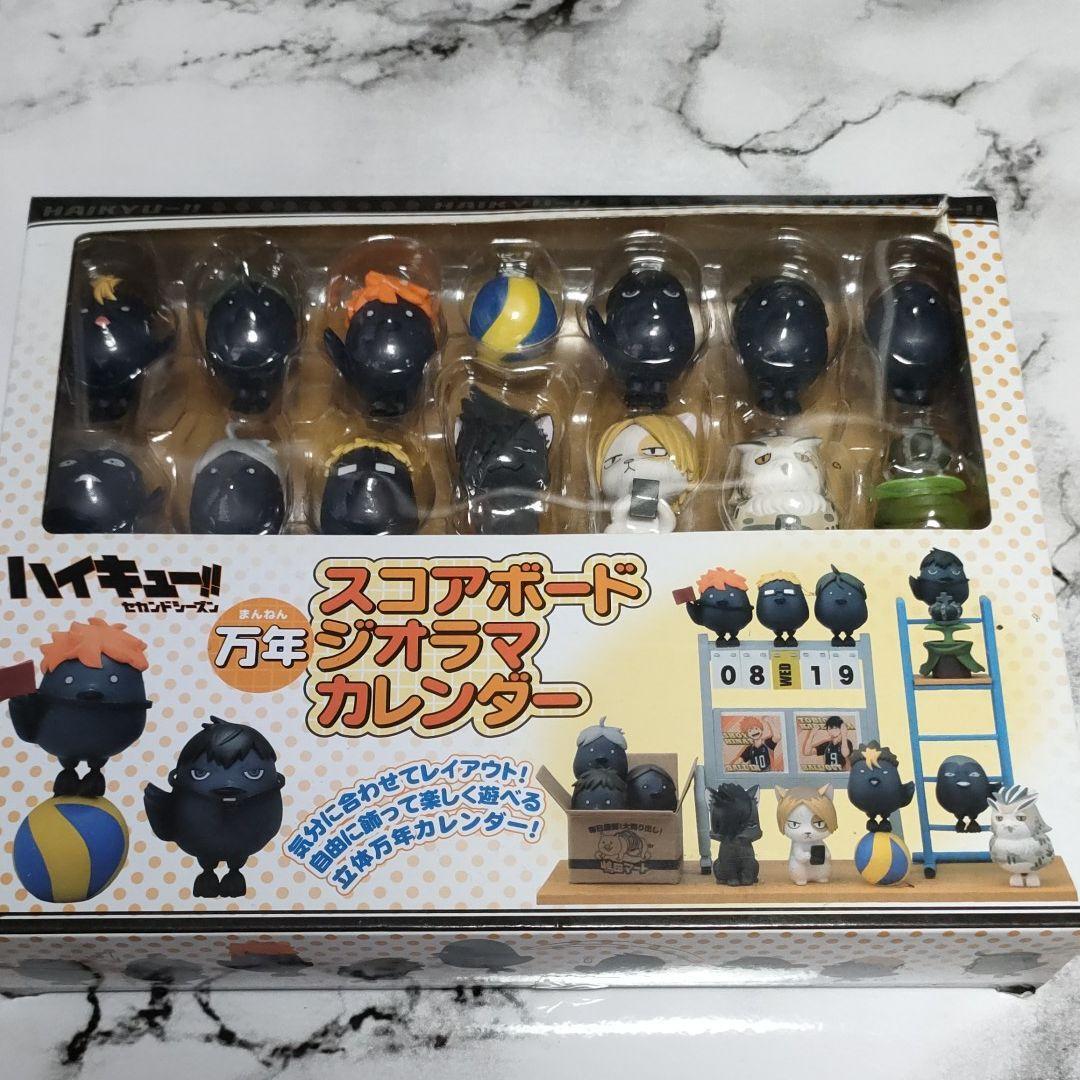 HAIKYU-!!
HAIKYU-!!
ハイキュー!!
セカンドシーズン
まんねん
万年
スコアボード
ジオラマ
カレンダー
気分に合わせてレイアウト!
自由に飾って楽しく遊べる
立体万年カレンダー!
08 WED 19
10
9